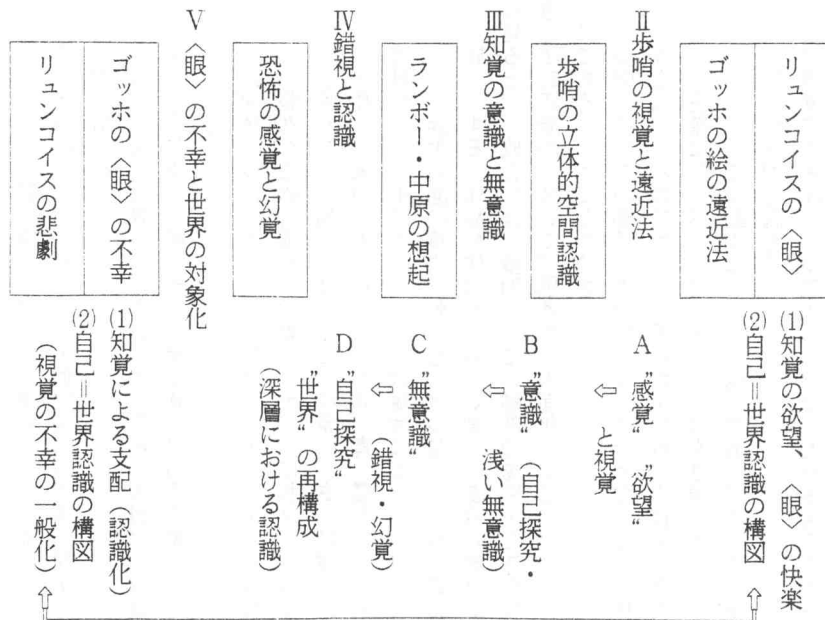 リュンコイスの〈眼〉
ゴッホの絵の遠近法
(1)知覚の欲望、〈眼〉の快楽
(2)自己＝世界認識の構図
Ⅱ歩哨の視覚と遠近法
歩哨の立体的空間認識
A〝感覚〟〝欲望〟
⇦と視覚
B〝意識〟（自己探究・
⇦浅い無意識）
Ⅲ知覚の意識と無意識
ランボー・中原の想起
C〝無意識〟
⇦（錯視・幻覚）
Ⅳ錯視と認識
恐怖の感覚と幻覚
D〝自己探究〟
〝世界〟の再構成
（深層における認識）
Ⅴ〈眼〉の不幸と世界の対象化
ゴッホの〈眼〉の不幸
リュンコイスの悲劇
(1)知覚による支配（認識化）
(2)自己＝世界認識の構図
（視覚の不幸の一般化）